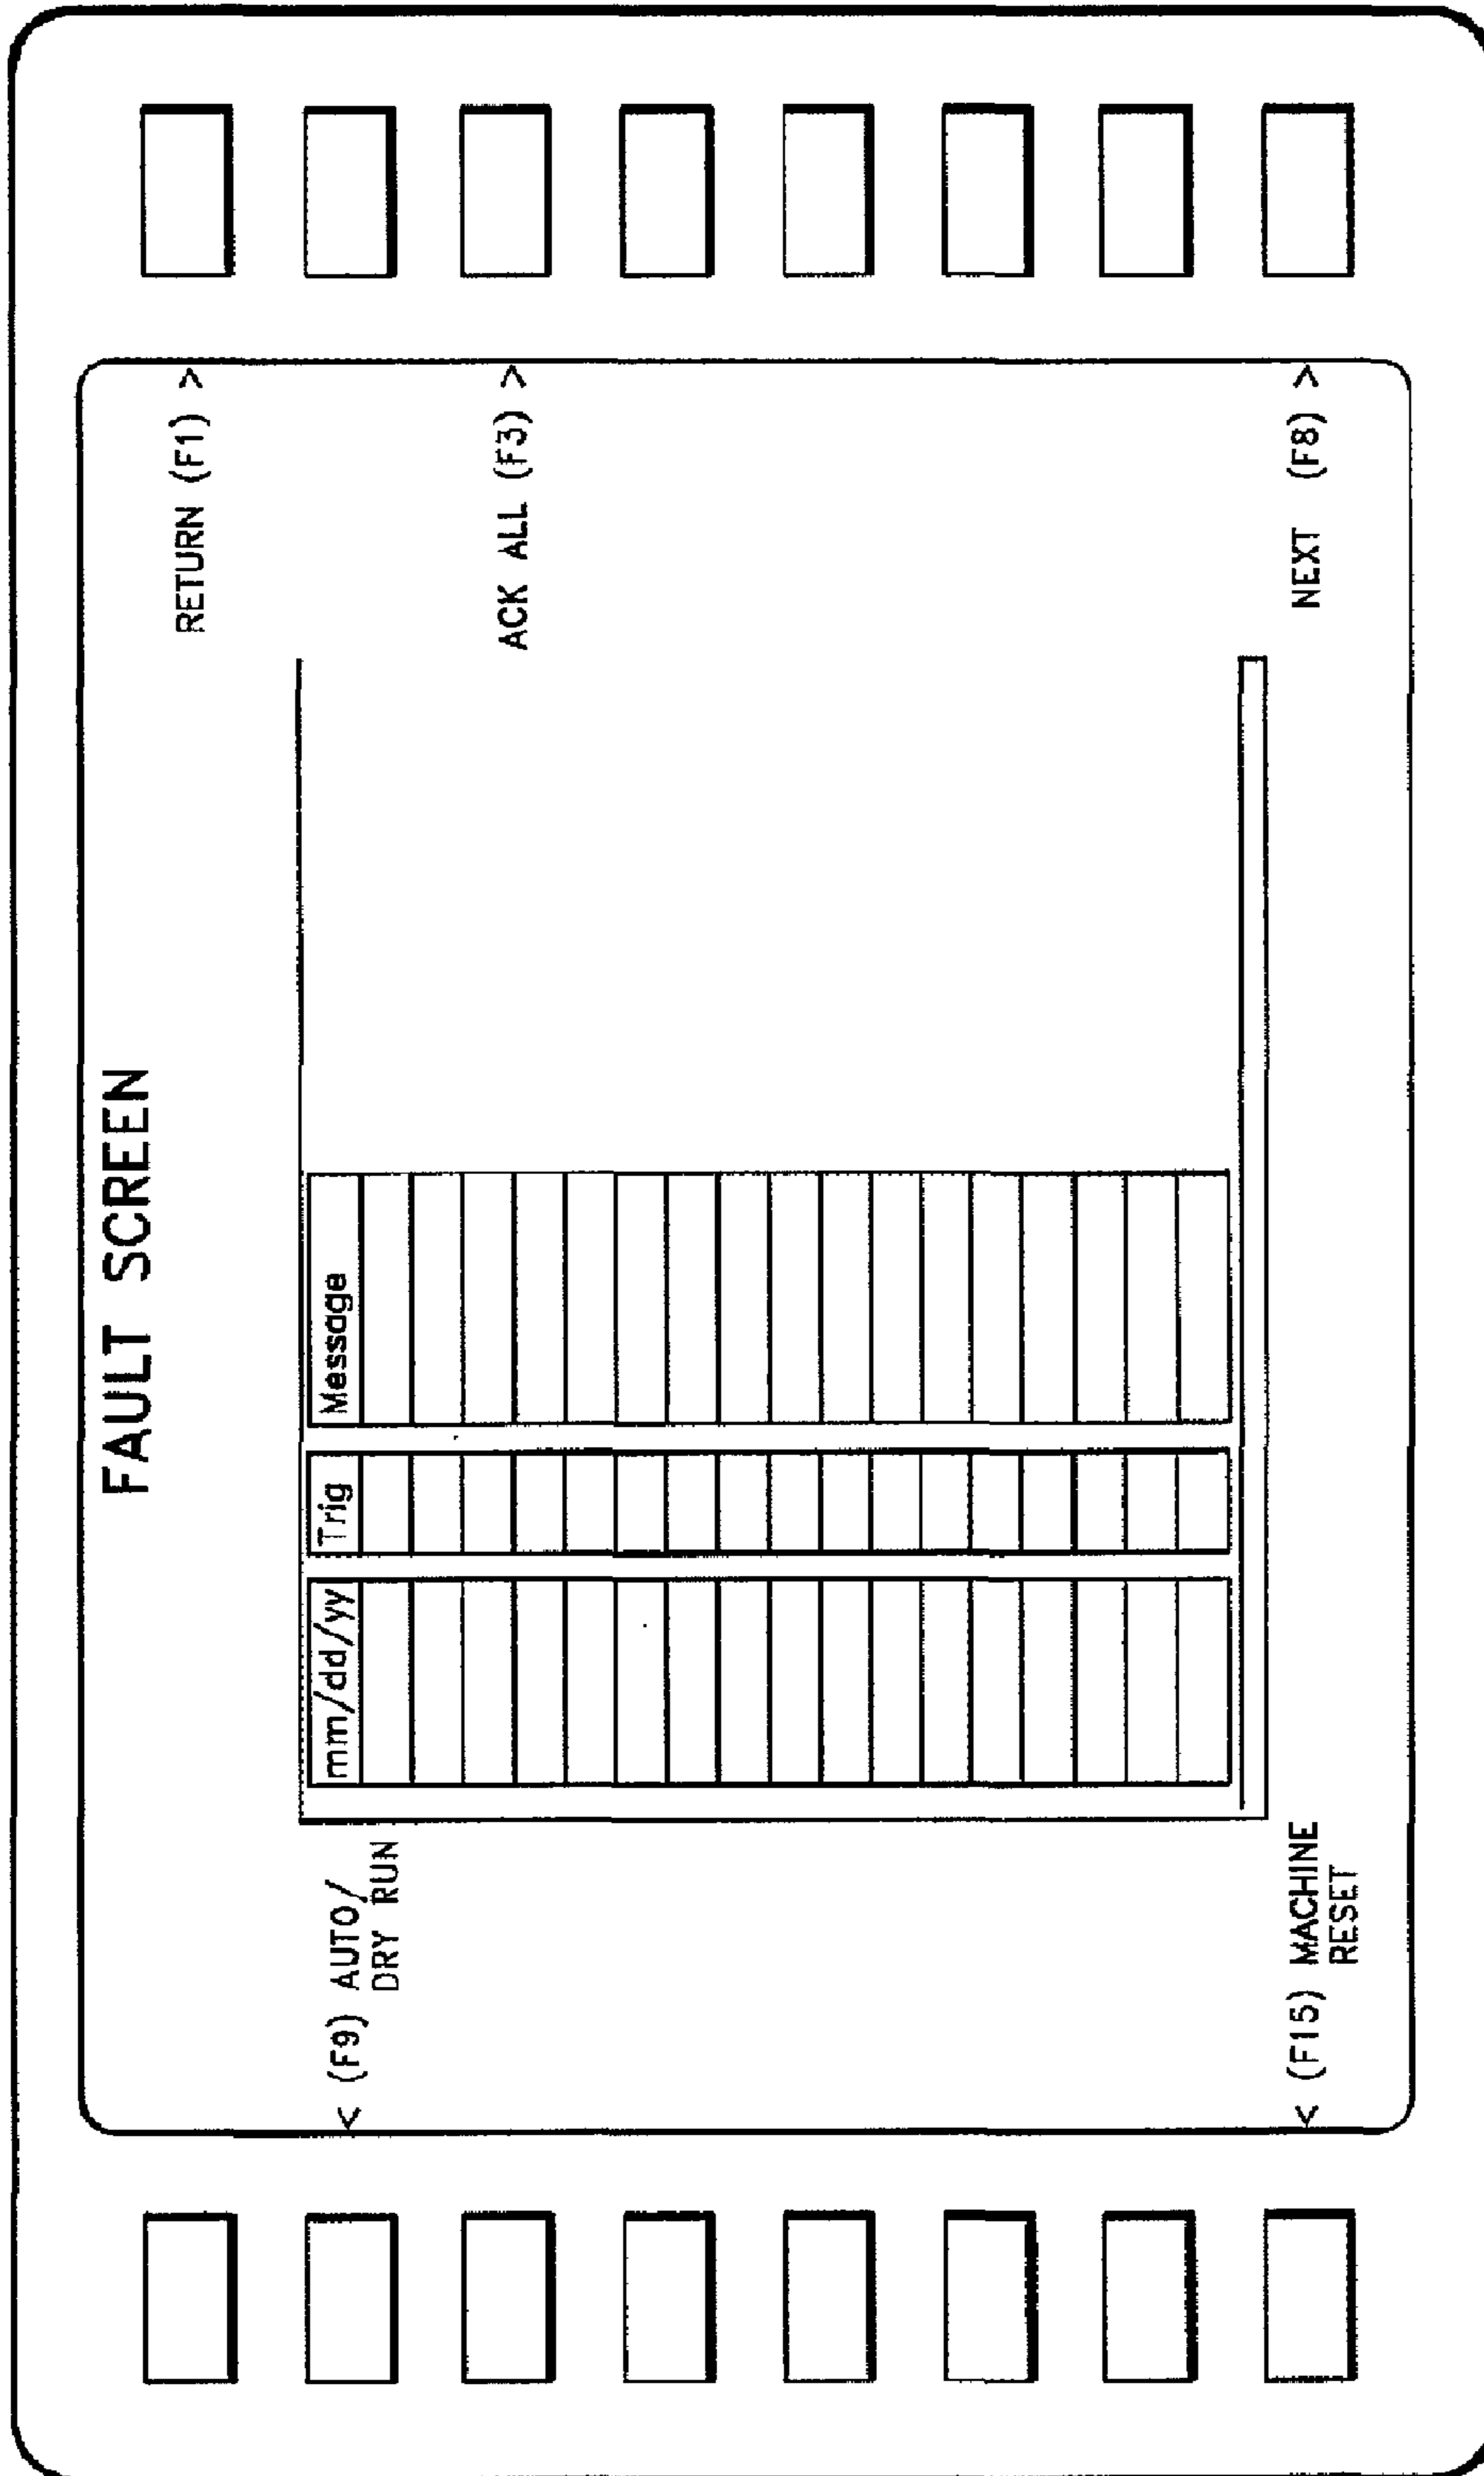 FAULT SCREEN
RETURN (F1) >
< (F9) AUTO/
DRY RUN
mm/dd/yy Trig Message
ACK ALL (F3) >
< (F15) MACHINE
RESET
NEXT (F8) >